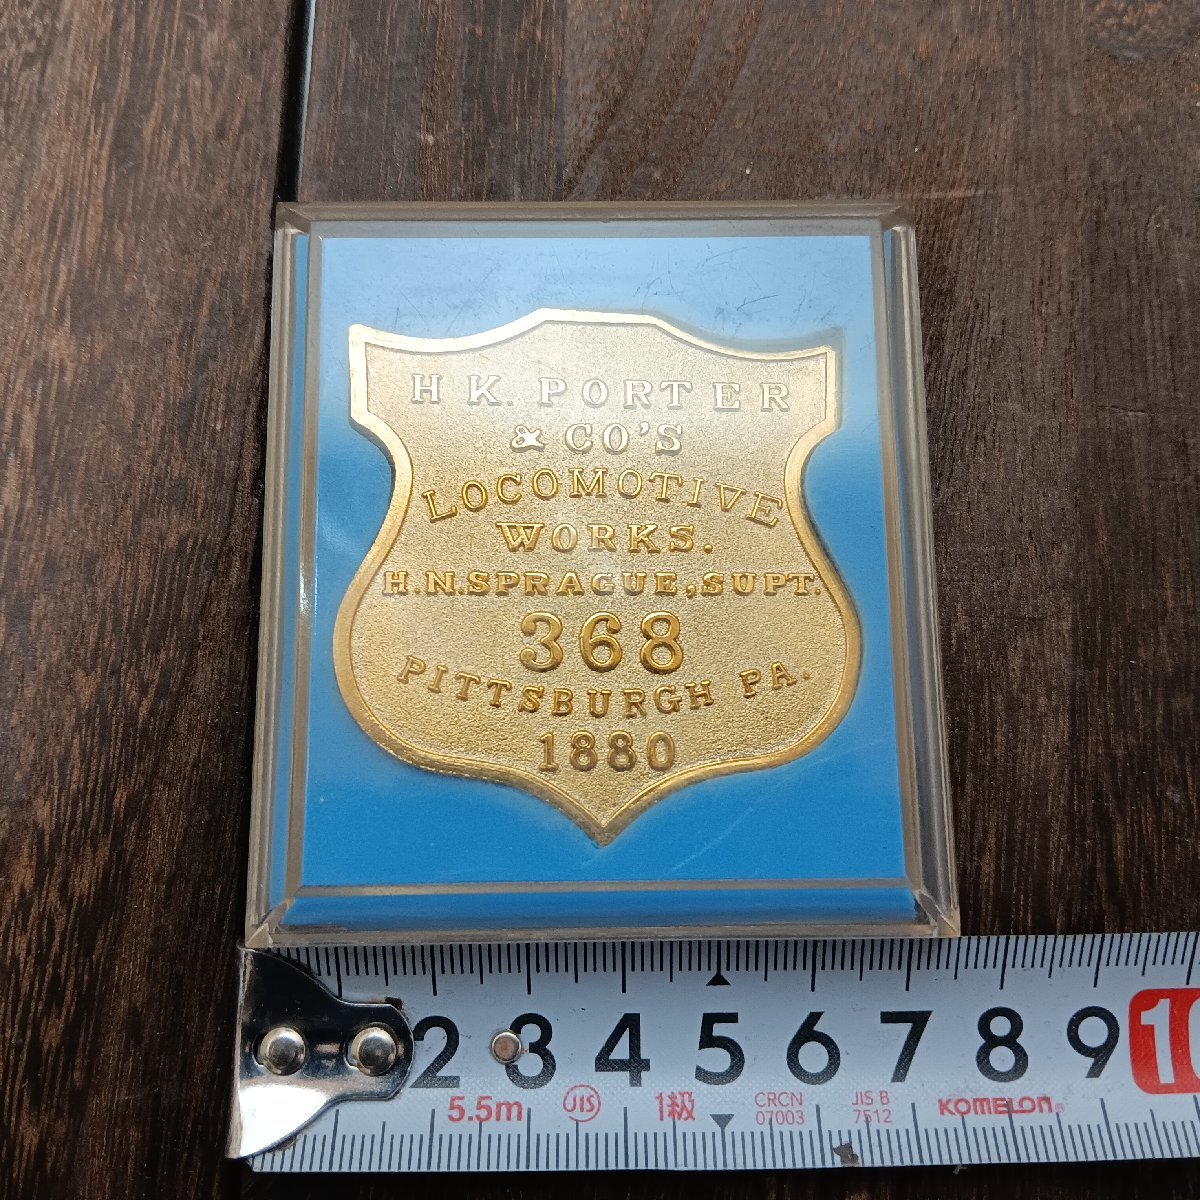 H K. PORTER
& CO'S
LOCOMOTIVE
WORKS.
H.N.SPRAGUE,SUPT.
368
PITTSBURGH PA.
1880
2 3 4 5 6 7 8 9 10
5.5m JIS 1級 CRCN 07003 JIS B 7512 KOMELON